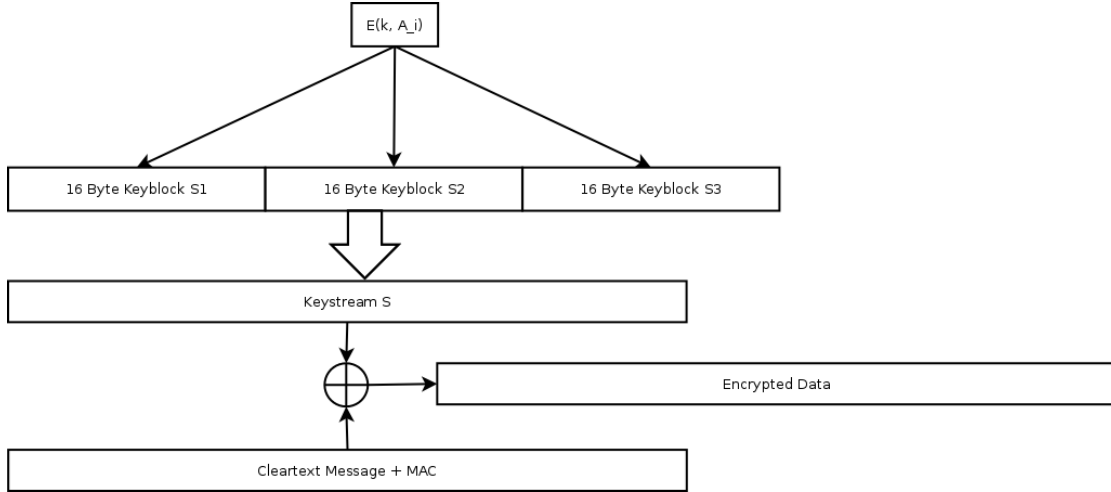 E(k, A_i)
16 Byte Keyblock S1
16 Byte Keyblock S2
16 Byte Keyblock S3
Keystream S
Encrypted Data
Cleartext Message + MAC